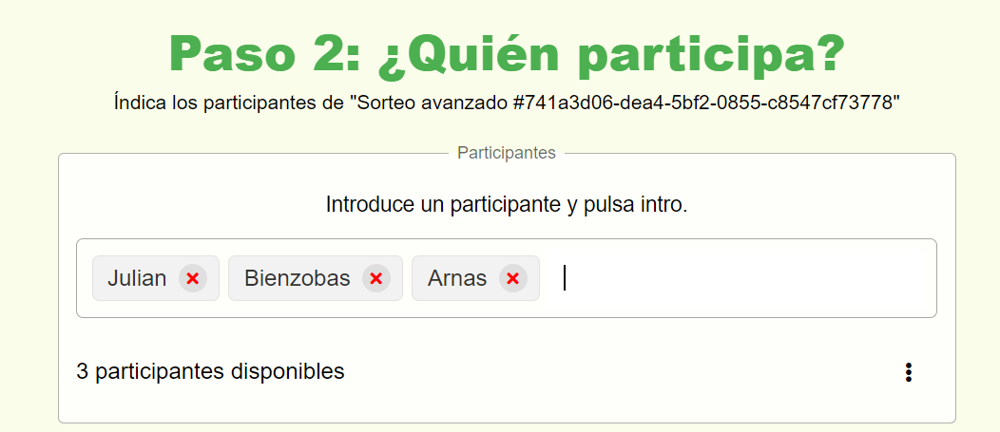 Paso 2: ¿Quién participa?
Índica los participantes de "Sorteo avanzado #741a3d06-dea4-5bf2-0855-c8547cf73778"
Participantes
Introduce un participante y pulsa intro.
Julian Bienzobas Arnas
3 participantes disponibles